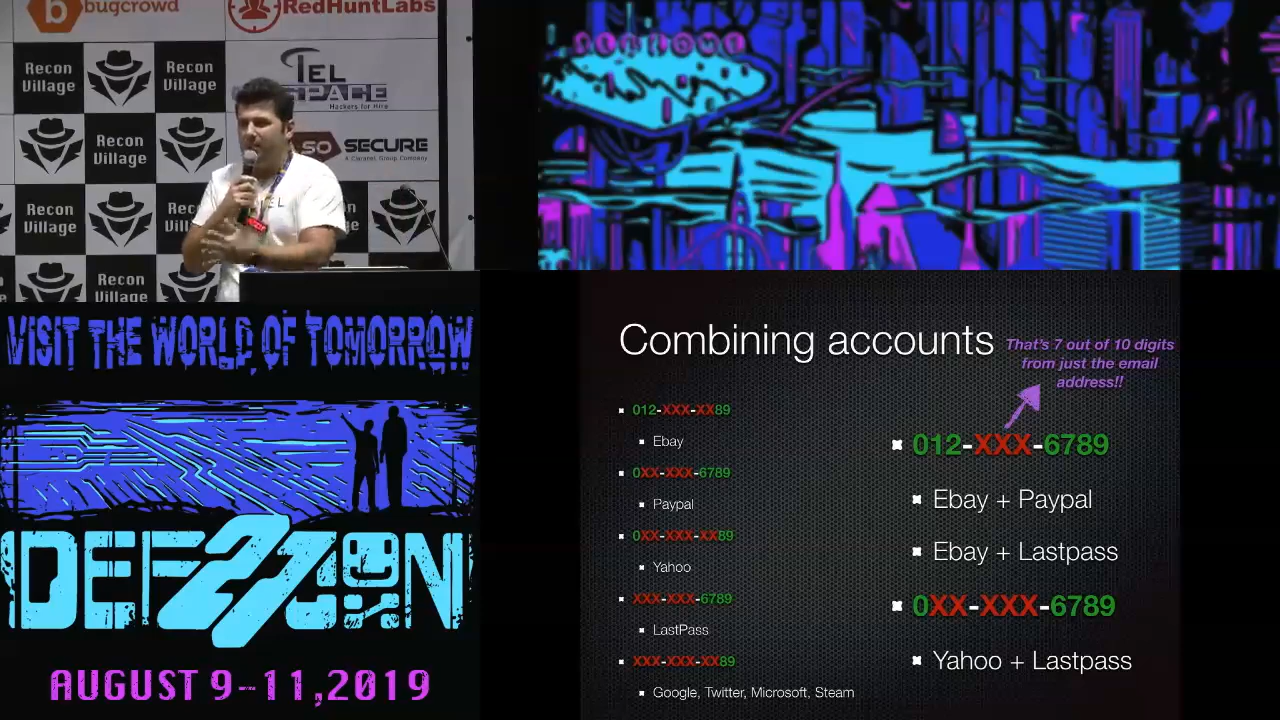 bugcrowd
RedHuntLabs
Recon
Village
Recon
Village
TEL
SPACE
Hackers for Hire
Recon
Village
SO
SECURE
A Claranet Group Company
Recon
Village
Recon
Village
Recon
Village
VISIT THE WORLD OF TOMORROW
DEF27CON
AUGUST 9-11,2019
Combining accounts
That's 7 out of 10 digits
from just the email
address!!
012-XXX-XX89
Ebay
0XX-XXX-6789
Paypal
0XX-XXX-XX89
Yahoo
XXX-XXX-6789
LastPass
XXX-XXX-XX89
Google, Twitter, Microsoft, Steam
012-XXX-6789
Ebay + Paypal
Ebay + Lastpass
0XX-XXX-6789
Yahoo + Lastpass